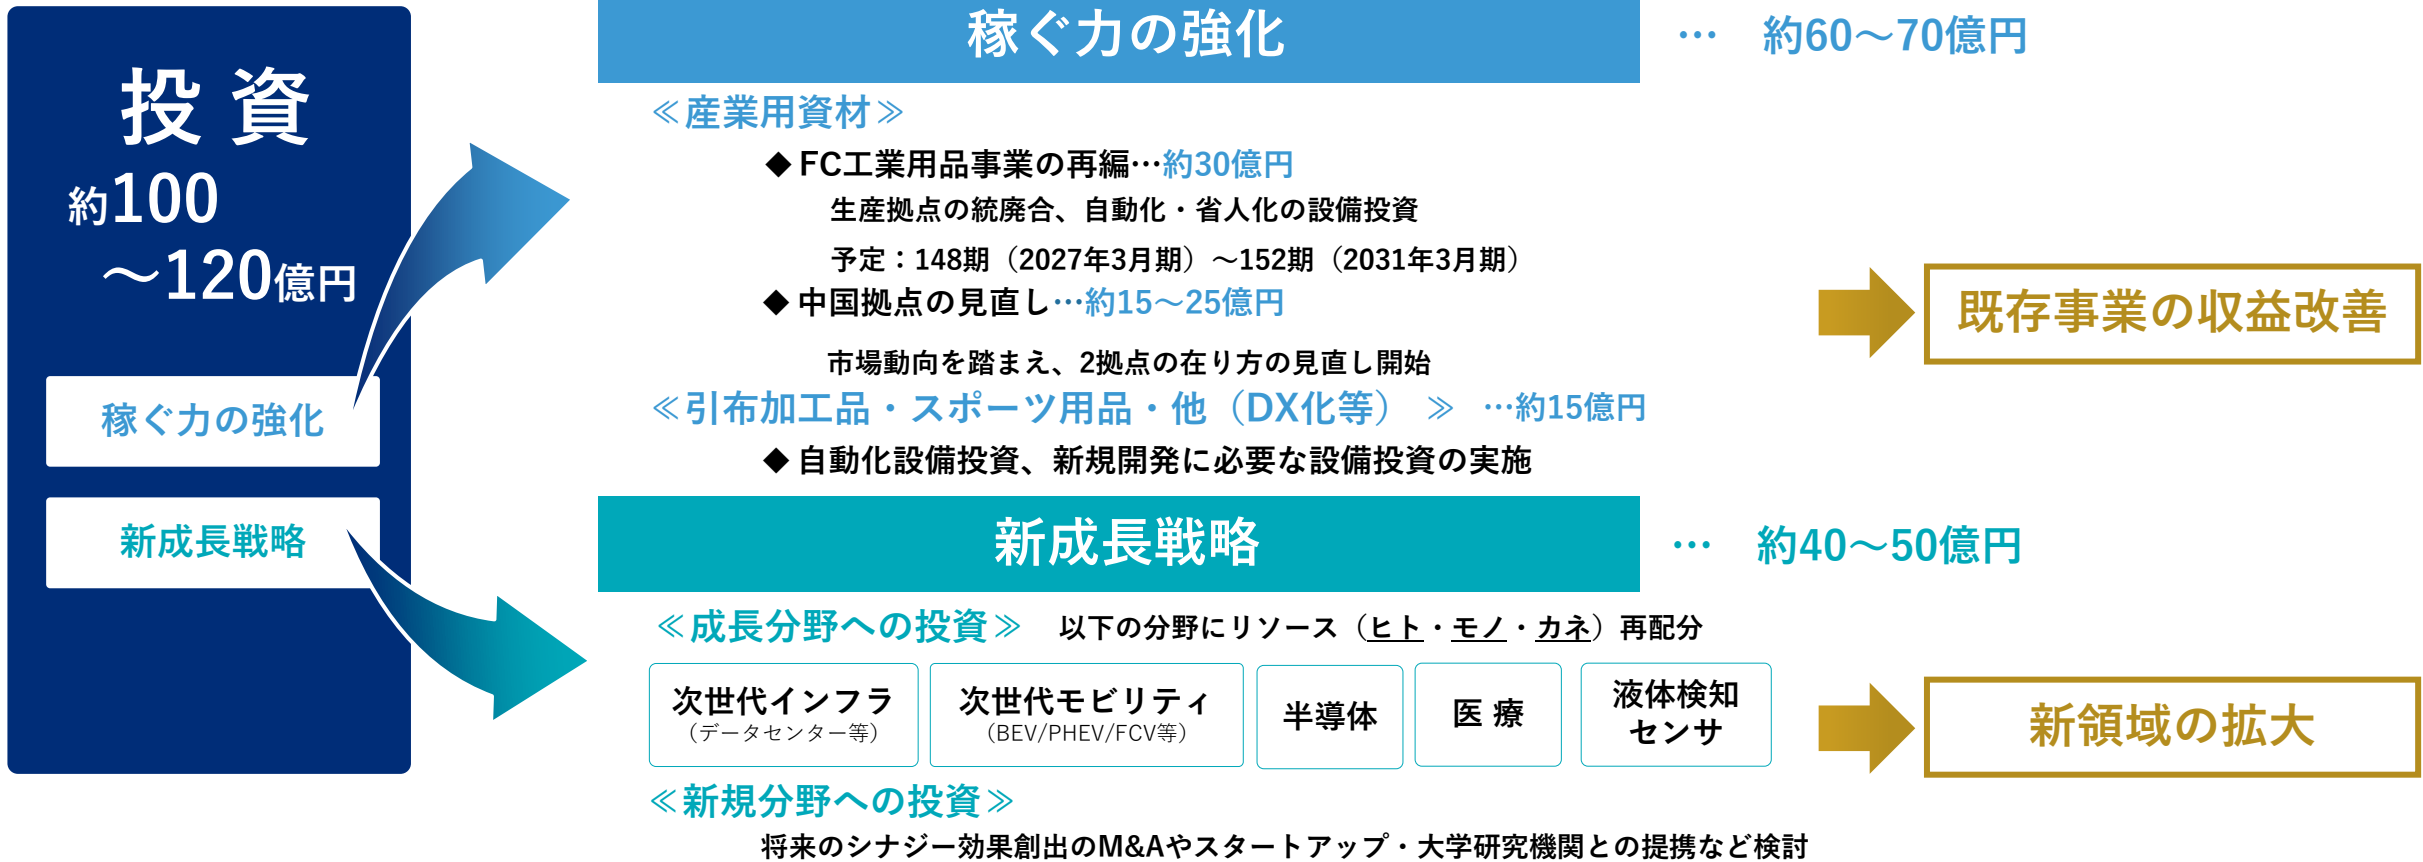 投 資
約100
～120億円
稼ぐ力の強化
新成長戦略
稼ぐ力の強化 … 約60～70億円
≪産業用資材≫
◆ FC工業用品事業の再編…約30億円
生産拠点の統廃合、自動化・省人化の設備投資
予定：148期（2027年3月期）～152期（2031年3月期）
◆ 中国拠点の見直し…約15～25億円
市場動向を踏まえ、2拠点の在り方の見直し開始
≪引布加工品・スポーツ用品・他（DX化等） ≫ …約15億円
◆ 自動化設備投資、新規開発に必要な設備投資の実施
既存事業の収益改善
新成長戦略 … 約40～50億円
≪成長分野への投資≫ 以下の分野にリソース（ヒト・モノ・カネ）再配分
次世代インフラ
（データセンター等）
次世代モビリティ
（BEV/PHEV/FCV等）
半導体
医 療
液体検知
センサ
新領域の拡大
≪新規分野への投資≫
将来のシナジー効果創出のM&Aやスタートアップ・大学研究機関との提携など検討